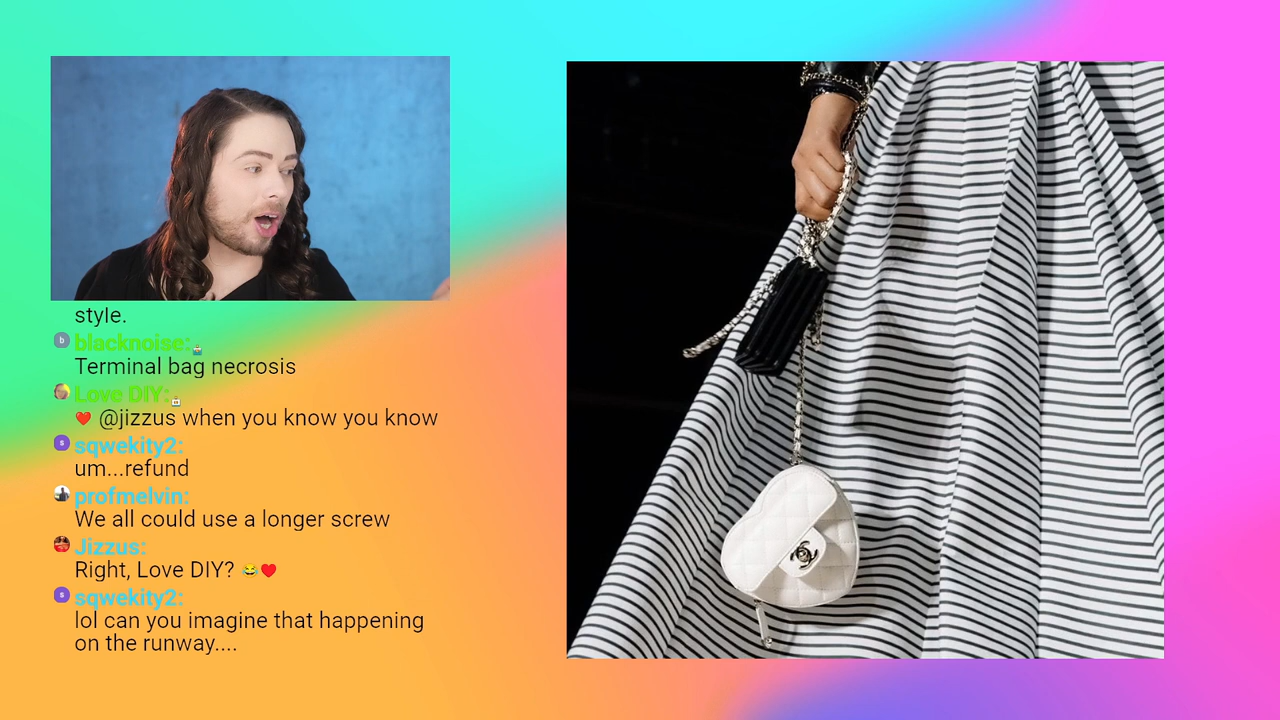 style.
blacknoise:
Terminal bag necrosis
Love DIY:
❤️ @jizzus when you know you know
sqwekity2:
um...refund
profmelvin:
We all could use a longer screw
Jizzus:
Right, Love DIY? 😂❤️
sqwekity2:
lol can you imagine that happening
on the runway....